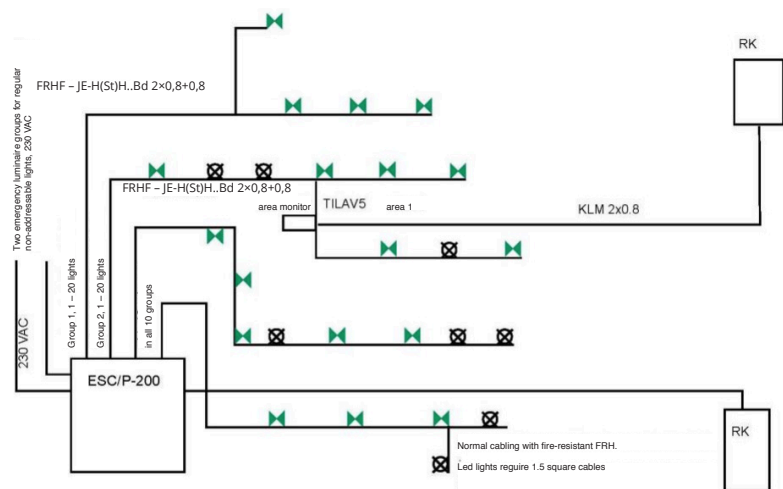 RK
FRHF – JE-H(St)H..Bd 2×0,8+0,8
Two emergency luminaire groups for regular
non-addressable lights, 230 VAC
FRHF – JE-H(St)H..Bd 2×0,8+0,8
area monitor
TILAV5
area 1
KLM 2x0.8
230 VAC
Group 1, 1 – 20 lights
Group 2, 1 – 20 lights
in all 10 groups
ESC/P-200
RK
Normal cabling with fire-resistant FRH.
Led lights reguire 1.5 square cables